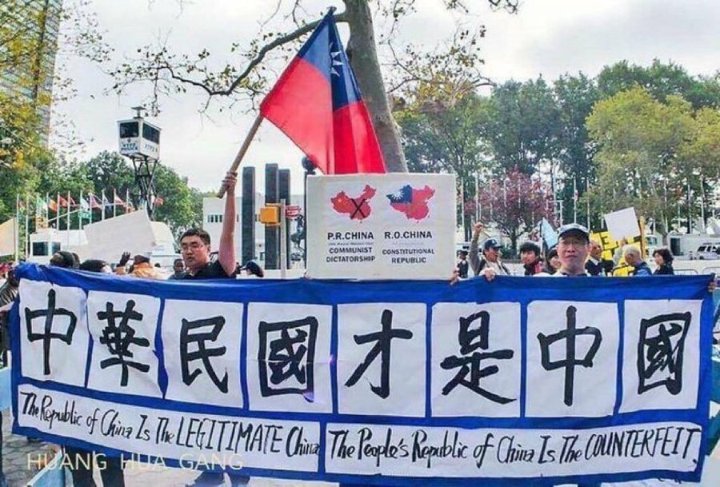 P.R.CHINA
COMMUNIST
DICTATORSHIP
R.O.CHINA
CONSTITUTIONAL
REPUBLIC
中華民國才是中國
The Republic of China Is The LEGITIMATE China
The People's Republic of China Is The COUNTERFEIT.
HUANG HUA GANG